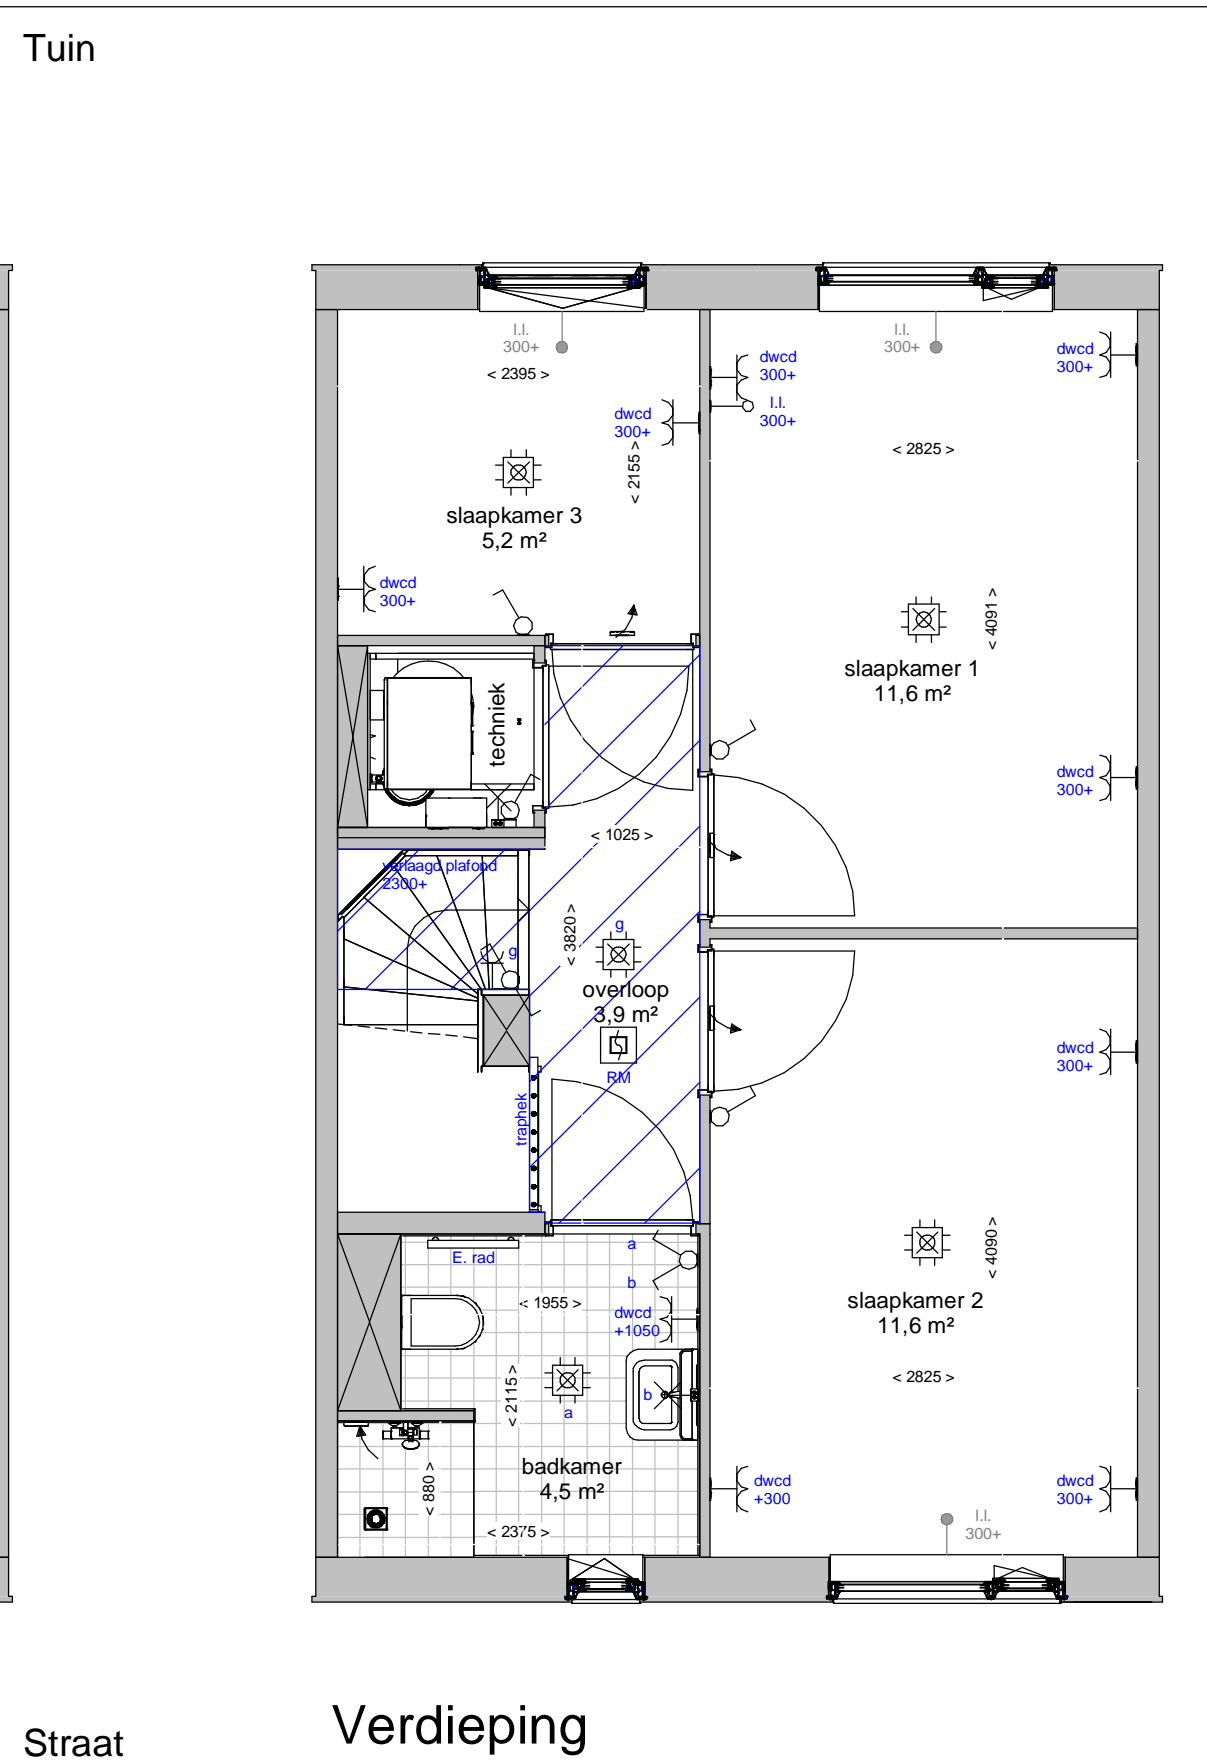 Tuin
l.l.
300+
< 2395 >
dwcd
300+
< 2155 >
slaapkamer 3
5,2 m²
dwcd
300+
l.l.
300+
dwcd
300+
l.l.
300+
dwcd
300+
< 2825 >
< 4091 >
slaapkamer 1
11,6 m²
dwcd
300+
techniek
< 1025 >
verlaagd plafond
2300+
g
< 3820 >
g
overloop
3,9 m²
RM
traphek
dwcd
300+
< 4090 >
slaapkamer 2
11,6 m²
< 2825 >
dwcd
+300
dwcd
300+
l.l.
300+
E. rad
a
b
< 1955 >
dwcd
+1050
< 2115 >
a
b
badkamer
4,5 m²
< 880 >
< 2375 >
Verdieping
Straat